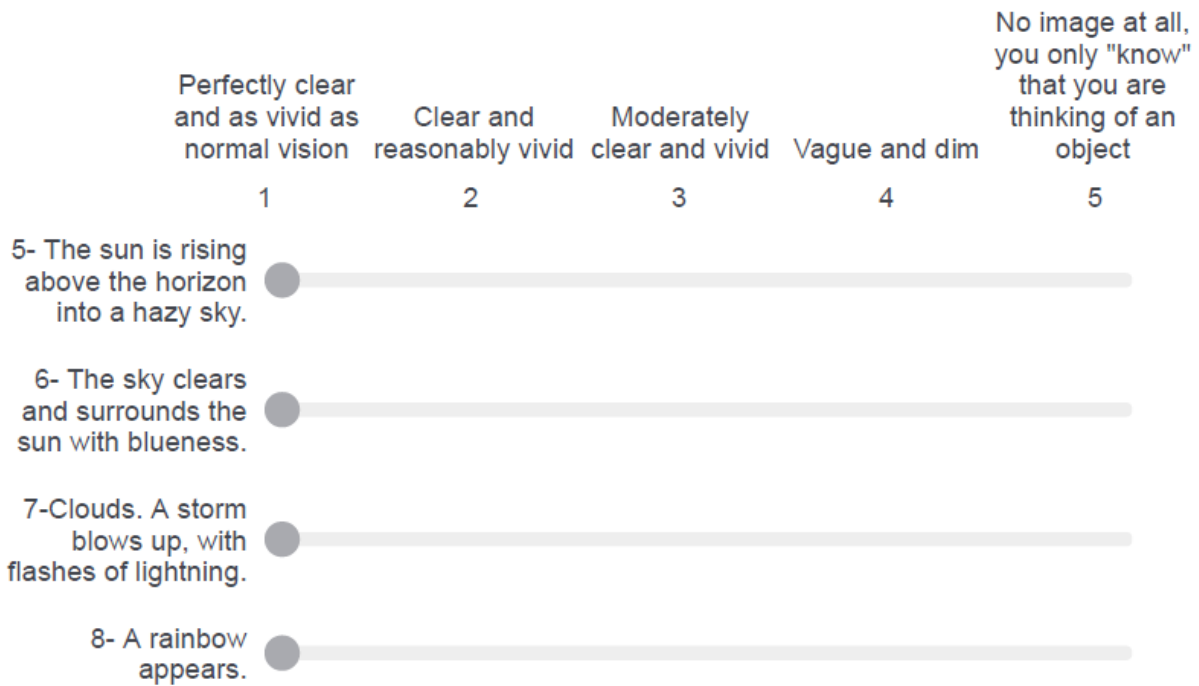 Perfectly clear
and as vivid as
normal vision
Clear and
reasonably vivid
Moderately
clear and vivid
Vague and dim
No image at all,
you only "know"
that you are
thinking of an
object
1 2 3 4 5
5- The sun is rising
above the horizon
into a hazy sky.
6- The sky clears
and surrounds the
sun with blueness.
7-Clouds. A storm
blows up, with
flashes of lightning.
8- A rainbow
appears.